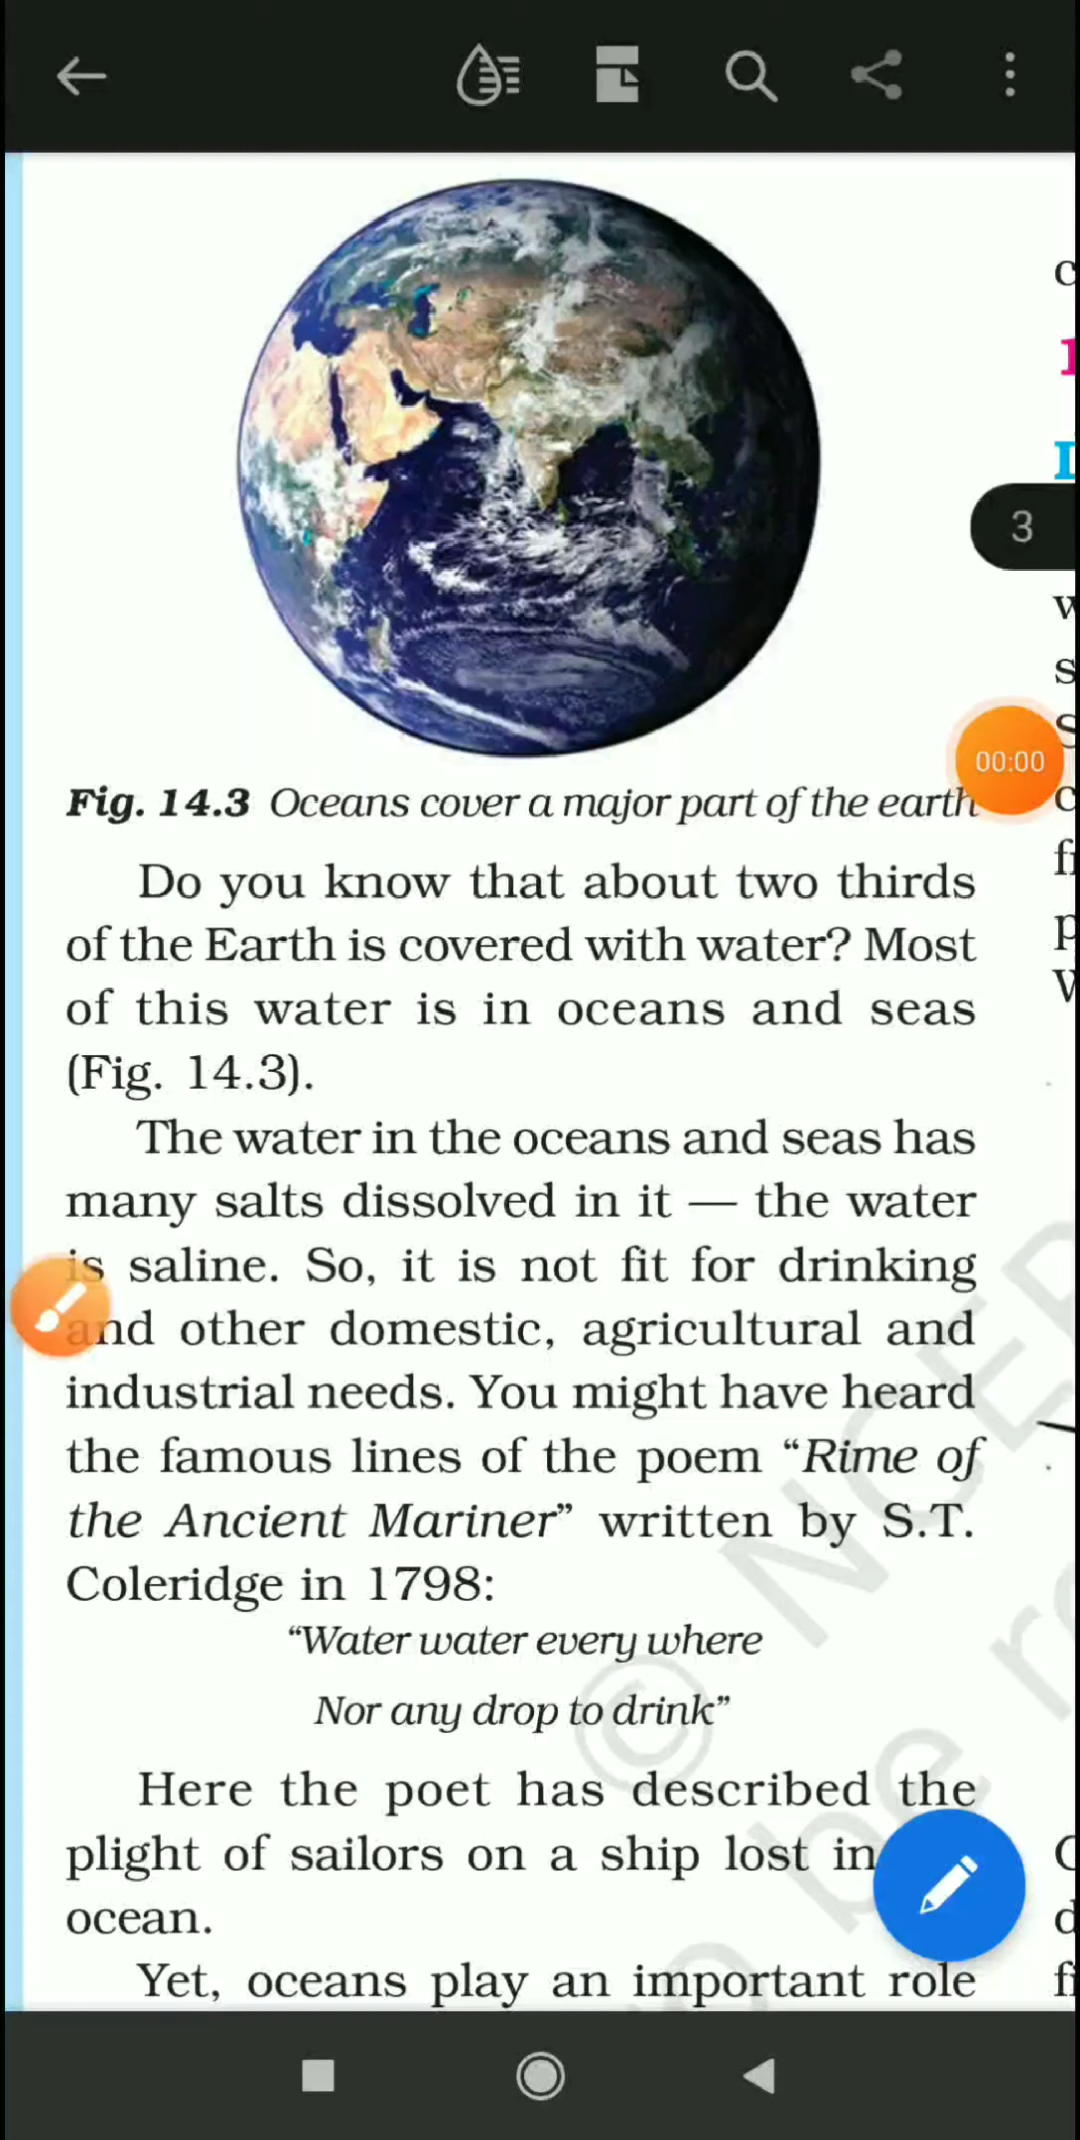 3
00:00
Fig. 14.3 Oceans cover a major part of the earth
Do you know that about two thirds
of the Earth is covered with water? Most
of this water is in oceans and seas
(Fig. 14.3).
The water in the oceans and seas has
many salts dissolved in it — the water
is saline. So, it is not fit for drinking
and other domestic, agricultural and
industrial needs. You might have heard
the famous lines of the poem “Rime of
the Ancient Mariner” written by S.T.
Coleridge in 1798:
“Water water every where
Nor any drop to drink”
Here the poet has described the
plight of sailors on a ship lost in
ocean.
Yet, oceans play an important role
©
be